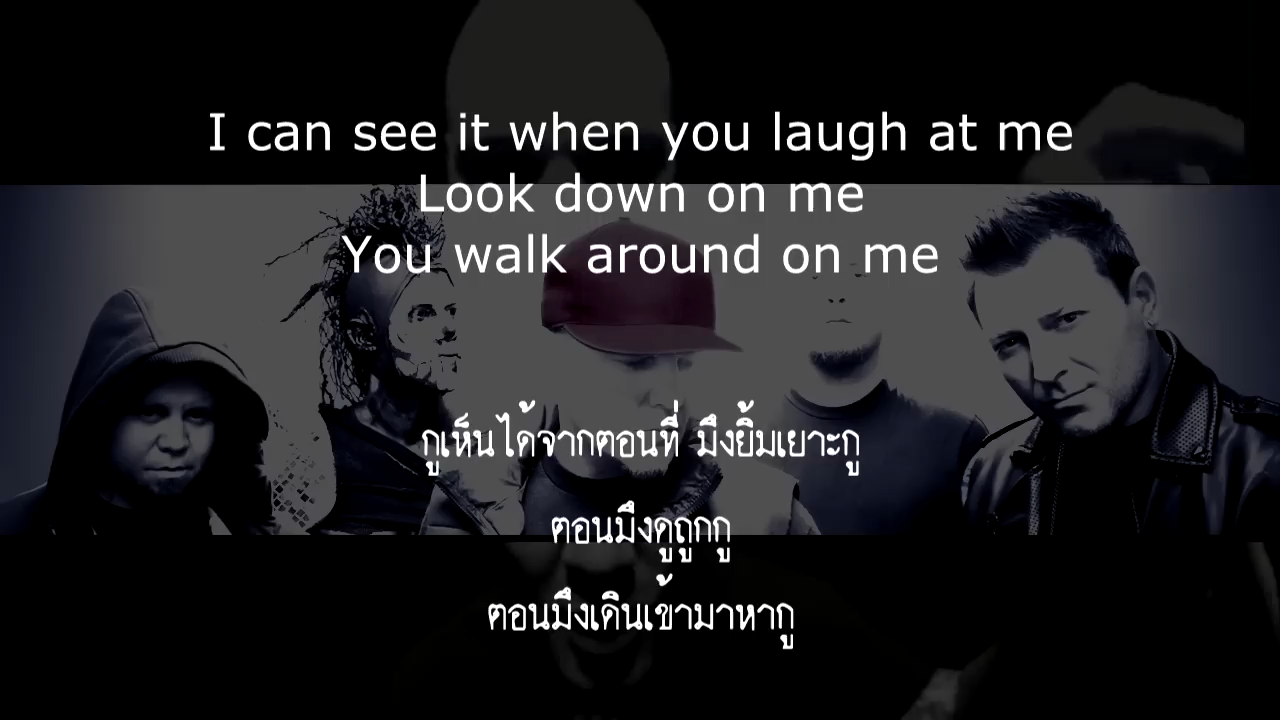 I can see it when you laugh at me
Look down on me
You walk around on me
กูเห็นได้จากตอนที่ มึงยิ้มเยาะกู
ตอนมึงดูถูกกู
ตอนมึงเดินเข้ามาหากู